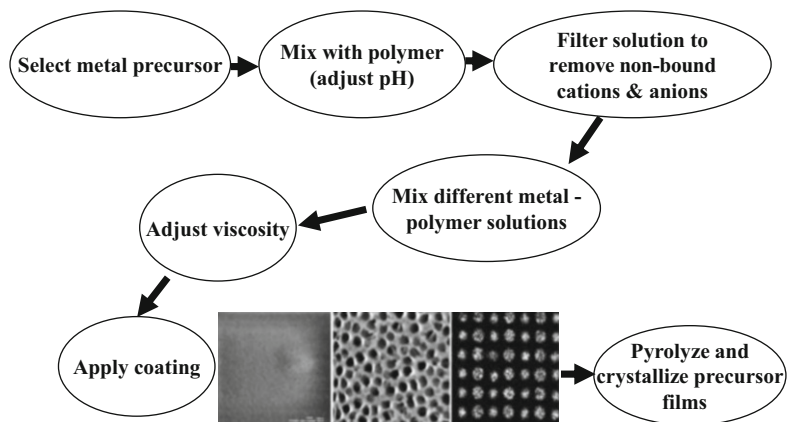 Select metal precursor
Mix with polymer
(adjust pH)
Filter solution to
remove non-bound
cations & anions
Mix different metal -
polymer solutions
Adjust viscosity
Apply coating
Pyrolyze and
crystallize precursor
films